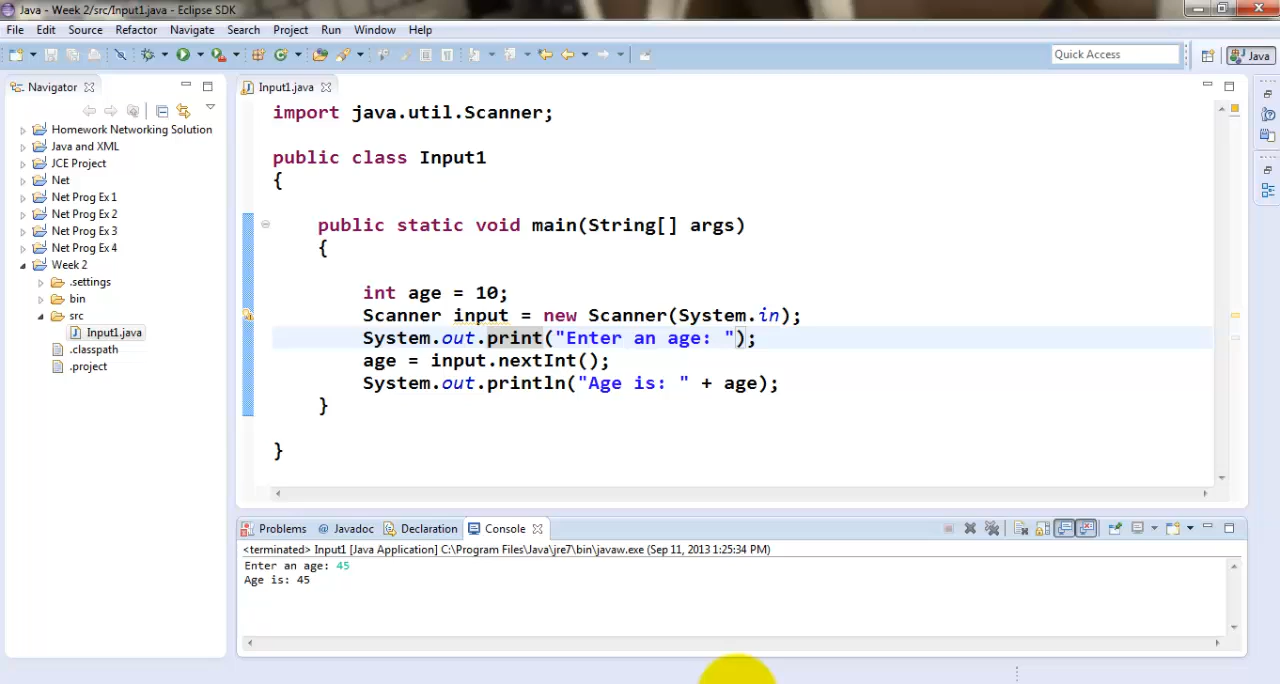 Java - Week 2/src/Input1.java - Eclipse SDK
File Edit Source Refactor Navigate Search Project Run Window Help
Quick Access
Java
Navigator
Input1.java
Homework Networking Solution
Java and XML
JCE Project
Net
Net Prog Ex 1
Net Prog Ex 2
Net Prog Ex 3
Net Prog Ex 4
Week 2
.settings
bin
src
Input1.java
.classpath
.project
import java.util.Scanner;
public class Input1
{
public static void main(String[] args)
{
int age = 10;
Scanner input = new Scanner(System.in);
System.out.print("Enter an age: ");
age = input.nextInt();
System.out.println("Age is: " + age);
}
}
Problems @ Javadoc Declaration Console
<terminated> Input1 [Java Application] C:\Program Files\Java\jre7\bin\javaw.exe (Sep 11, 2013 1:25:34 PM)
Enter an age: 45
Age is: 45